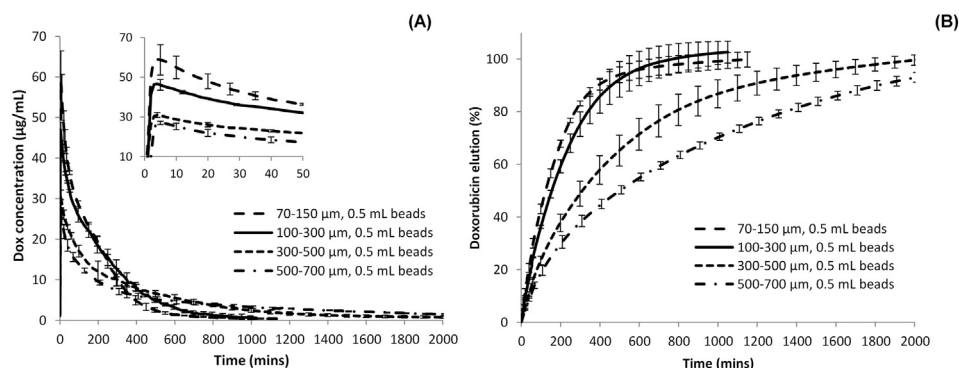 (A)
Dox concentration (µg/mL)
70
60
50
40
30
20
10
0
70
50
30
10
0 10 20 30 40 50
70-150 µm, 0.5 mL beads
100-300 µm, 0.5 mL beads
300-500 µm, 0.5 mL beads
500-700 µm, 0.5 mL beads
0 200 400 600 800 1000 1200 1400 1600 1800 2000
Time (mins)
(B)
Doxorubicin elution (%)
100
80
60
40
20
0
70-150 µm, 0.5 mL beads
100-300 µm, 0.5 mL beads
300-500 µm, 0.5 mL beads
500-700 µm, 0.5 mL beads
0 200 400 600 800 1000 1200 1400 1600 1800 2000
Time (mins)